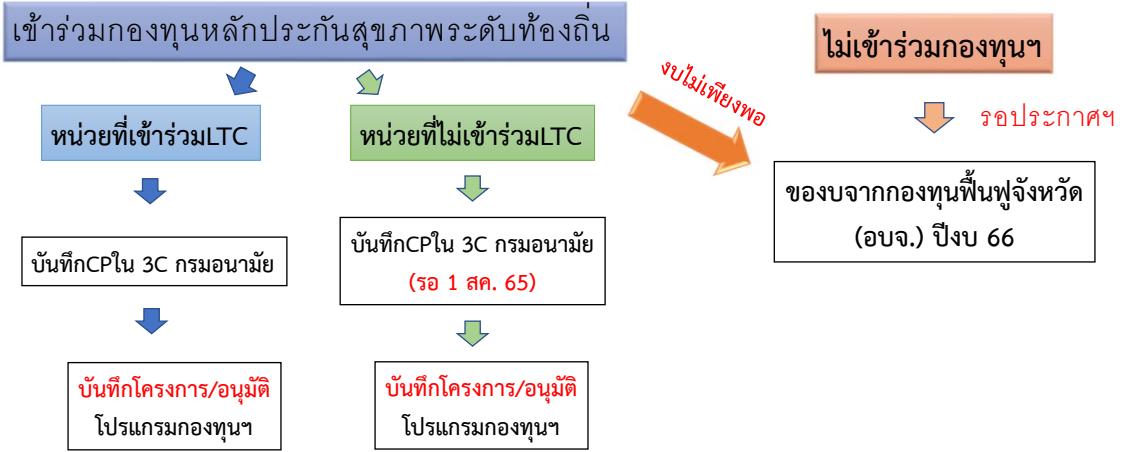 เข้าร่วมกองทุนหลักประกันสุขภาพระดับท้องถิ่น
ไม่เข้าร่วมกองทุนฯ
งบไม่เพียงพอ
หน่วยที่เข้าร่วมLTC
หน่วยที่ไม่เข้าร่วมLTC
รอประกาศฯ
ของบจากกองทุนฟื้นฟูจังหวัด
(อบจ.) ปีงบ 66
บันทึกCPใน 3C กรมอนามัย
บันทึกCPใน 3C กรมอนามัย
(รอ 1 สค. 65)
บันทึกโครงการ/อนุมัติ
โปรแกรมกองทุนฯ
บันทึกโครงการ/อนุมัติ
โปรแกรมกองทุนฯ